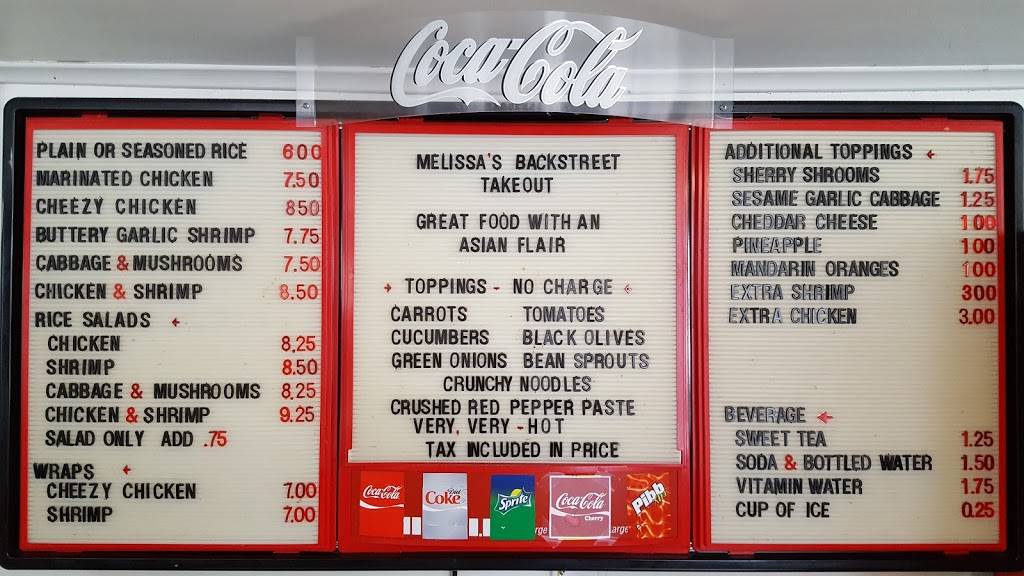 Coca-Cola
PLAIN OR SEASONED RICE 600
MARINATED CHICKEN 7.50
CHEEZY CHICKEN 850
BUTTERY GARLIC SHRIMP 7.75
CABBAGE & MUSHROOMS 7.50
CHICKEN & SHRIMP 8.50
RICE SALADS
CHICKEN 8.25
SHRIMP 8.50
CABBAGE & MUSHROOMS 8.25
CHICKEN & SHRIMP 9.25
SALAD ONLY ADD .75
WRAPS
CHEEZY CHICKEN 7.00
SHRIMP 7.00
MELISSA'S BACKSTREET
TAKEOUT
GREAT FOOD WITH AN
ASIAN FLAIR
TOPPINGS - NO CHARGE
CARROTS TOMATOES
CUCUMBERS BLACK OLIVES
GREEN ONIONS BEAN SPROUTS
CRUNCHY NOODLES
CRUSHED RED PEPPER PASTE
VERY, VERY - HOT
TAX INCLUDED IN PRICE
Coca-Cola
Diet Coke
Sprite
Coca-Cola Cherry
Pibb
rge
arge
ADDITIONAL TOPPINGS
SHERRY SHROOMS 1.75
SESAME GARLIC CABBAGE 1.25
CHEDDAR CHEESE 100
PINEAPPLE 100
MANDARIN ORANGES 100
EXTRA SHRIMP 300
EXTRA CHICKEN 3.00
BEVERAGE
SWEET TEA 1.25
SODA & BOTTLED WATER 1.50
VITAMIN WATER 1.75
CUP OF ICE 0.25